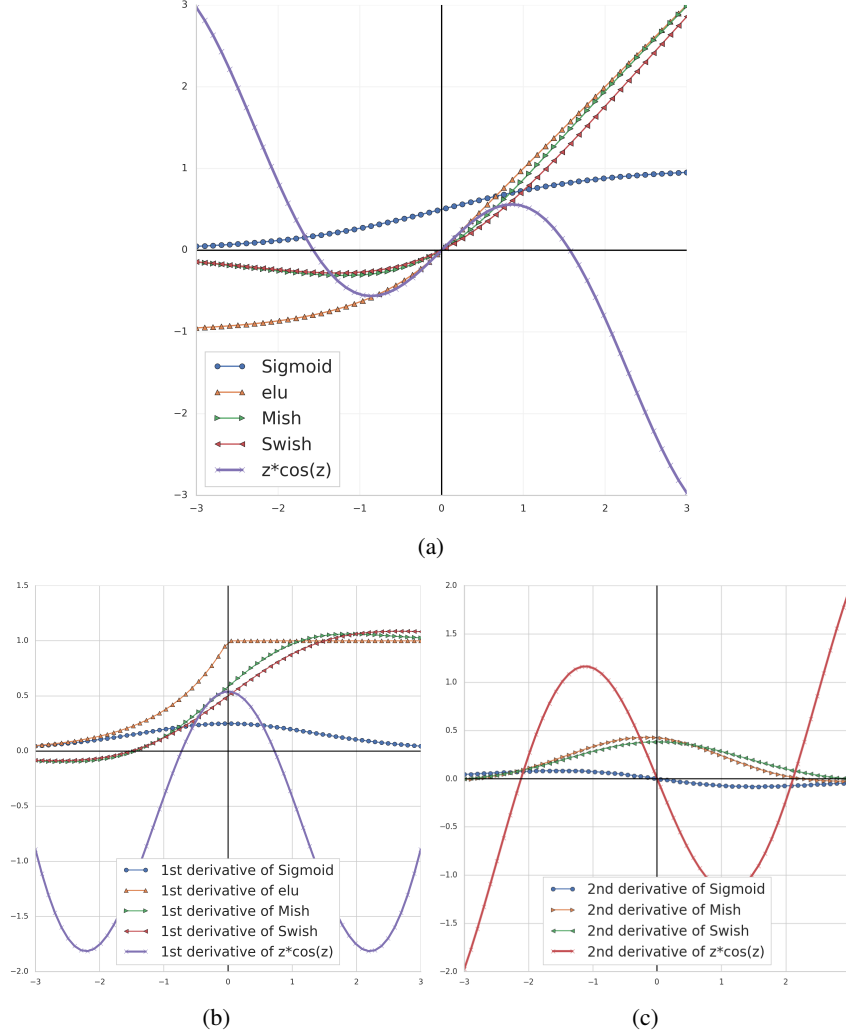 3
2
1
0
−1
−2
−3
−3
−2
−1
0
1
2
3
Sigmoid
elu
Mish
Swish
z*cos(z)
(a)
1.5
1.0
0.5
0.0
−0.5
−1.0
−1.5
−2.0
−3
−2
−1
0
1
2
3
1st derivative of Sigmoid
1st derivative of elu
1st derivative of Mish
1st derivative of Swish
1st derivative of z*cos(z)
(b)
2.0
1.5
1.0
0.5
0.0
−0.5
−1.0
−1.5
−2.0
−3
−2
−1
0
1
2
2nd derivative of Sigmoid
2nd derivative of Mish
2nd derivative of Swish
2nd derivative of z*cos(z)
(c)